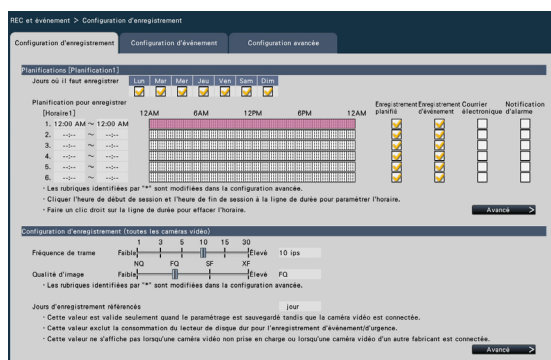 REC et événement > Configuration d'enregistrement
Configuration d'enregistrement Configuration d'événement Configuration avancée
Planifications [Planification1]
Jours où il faut enregistrer Lun Mar Mer Jeu Ven Sam Dim
Planification pour enregistrer Enregistrement planifié Enregistrement d'événement Courrier électronique Notification d'alarme
[Horaire1] 12AM 6AM 12PM 6PM 12AM
1. 12:00 AM ~ 12:00 AM
2. --:-- ~ --:--
3. --:-- ~ --:--
4. --:-- ~ --:--
5. --:-- ~ --:--
6. --:-- ~ --:--
・Les rubriques identifiées par "*" sont modifiées dans la configuration avancée.
・Cliquer l'heure de début de session et l'heure de fin de session à la ligne de durée pour paramétrer l'horaire.
・Faire un clic droit sur la ligne de durée pour effacer l'horaire.
Avancé >
Configuration d'enregistrement (toutes les caméras vidéo)
1 3 5 10 15 30
Fréquence de trame Faible Élevé 10 ips
NQ FQ SF XF
Qualité d'image Faible Élevé FQ
・Les rubriques identifiées par "*" sont modifiées dans la configuration avancée.
Jours d'enregistrement référencés jour
・Cette valeur est valide seulement quand le paramétrage est sauvegardé tandis que la caméra vidéo est connectée.
・Cette valeur exclut la consommation du lecteur de disque dur pour l'enregistrement d'événement/d'urgence.
・Cette valeur ne s'affiche pas lorsqu'une caméra vidéo non prise en charge ou lorsqu'une caméra vidéo d'un autre fabricant est connectée.
Avancé >